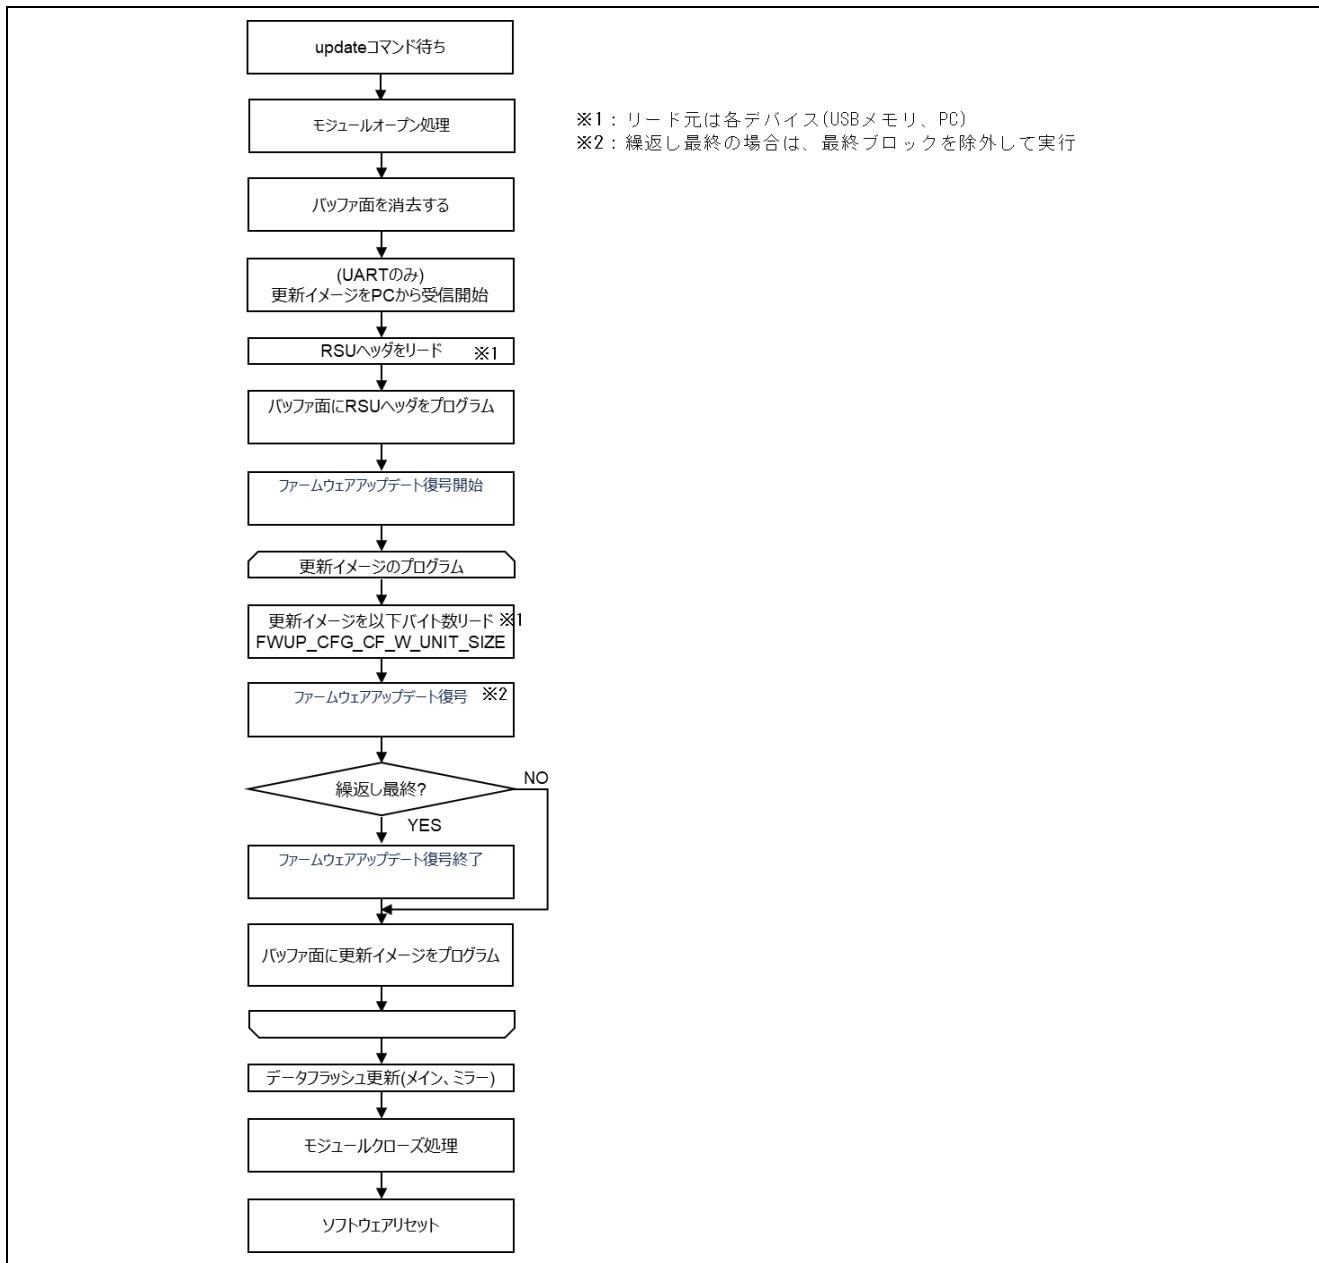 updateコマンド待ち
モジュールオープン処理
※1：リード元は各デバイス(USBメモリ、PC)
※2：繰返し最終の場合は、最終ブロックを除外して実行
バッファ面を消去する
(UARTのみ)
更新イメージをPCから受信開始
RSUヘッダをリード ※1
バッファ面にRSUヘッダをプログラム
ファームウェアアップデート復号開始
更新イメージのプログラム
更新イメージを以下バイト数リード ※1
FWUP_CFG_CF_W_UNIT_SIZE
ファームウェアアップデート復号 ※2
繰返し最終?
NO
YES
ファームウェアアップデート復号終了
バッファ面に更新イメージをプログラム
データフラッシュ更新(メイン、ミラー)
モジュールクローズ処理
ソフトウェアリセット